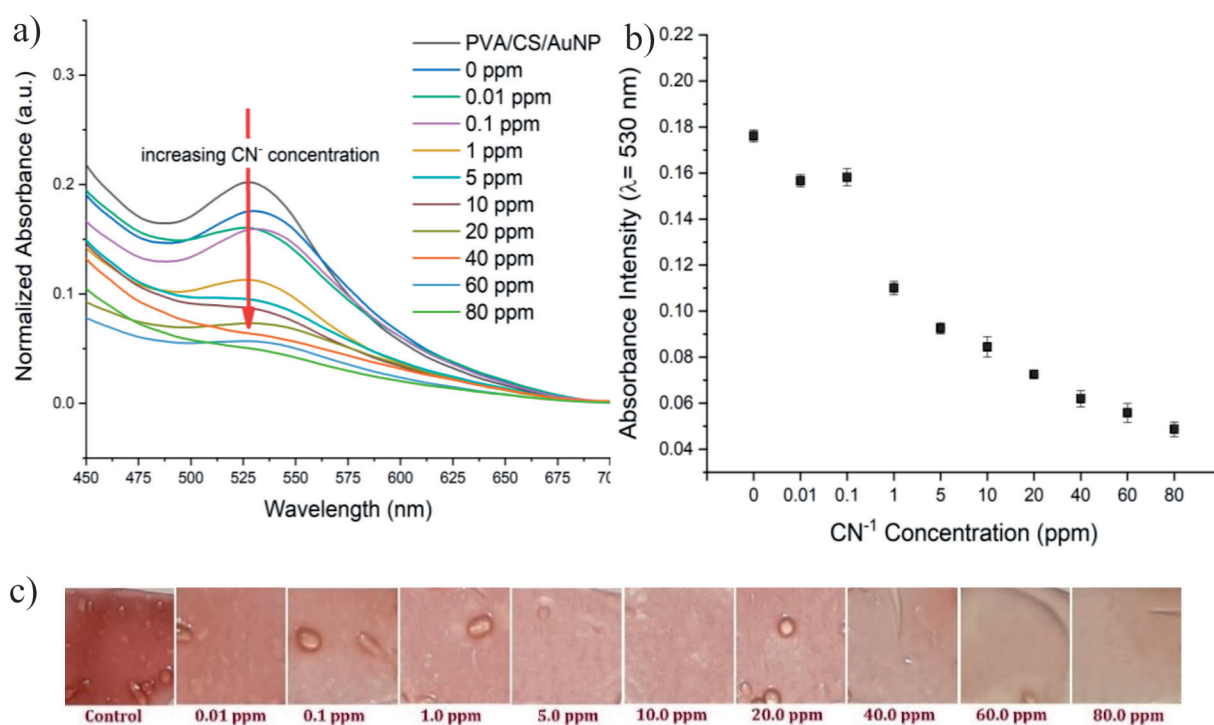 a)
Normalized Absorbance (a.u.)
0.3
0.2
0.1
0.0
increasing CN⁻ concentration
PVA/CS/AuNP
0 ppm
0.01 ppm
0.1 ppm
1 ppm
5 ppm
10 ppm
20 ppm
40 ppm
60 ppm
80 ppm
450 475 500 525 550 575 600 625 650 675 70
Wavelength (nm)
b)
Absorbance Intensity (λ= 530 nm)
0.22
0.20
0.18
0.16
0.14
0.12
0.10
0.08
0.06
0.04
0 0.01 0.1 1 5 10 20 40 60 80
CN⁻¹ Concentration (ppm)
c)
Control 0.01 ppm 0.1 ppm 1.0 ppm 5.0 ppm 10.0 ppm 20.0 ppm 40.0 ppm 60.0 ppm 80.0 ppm